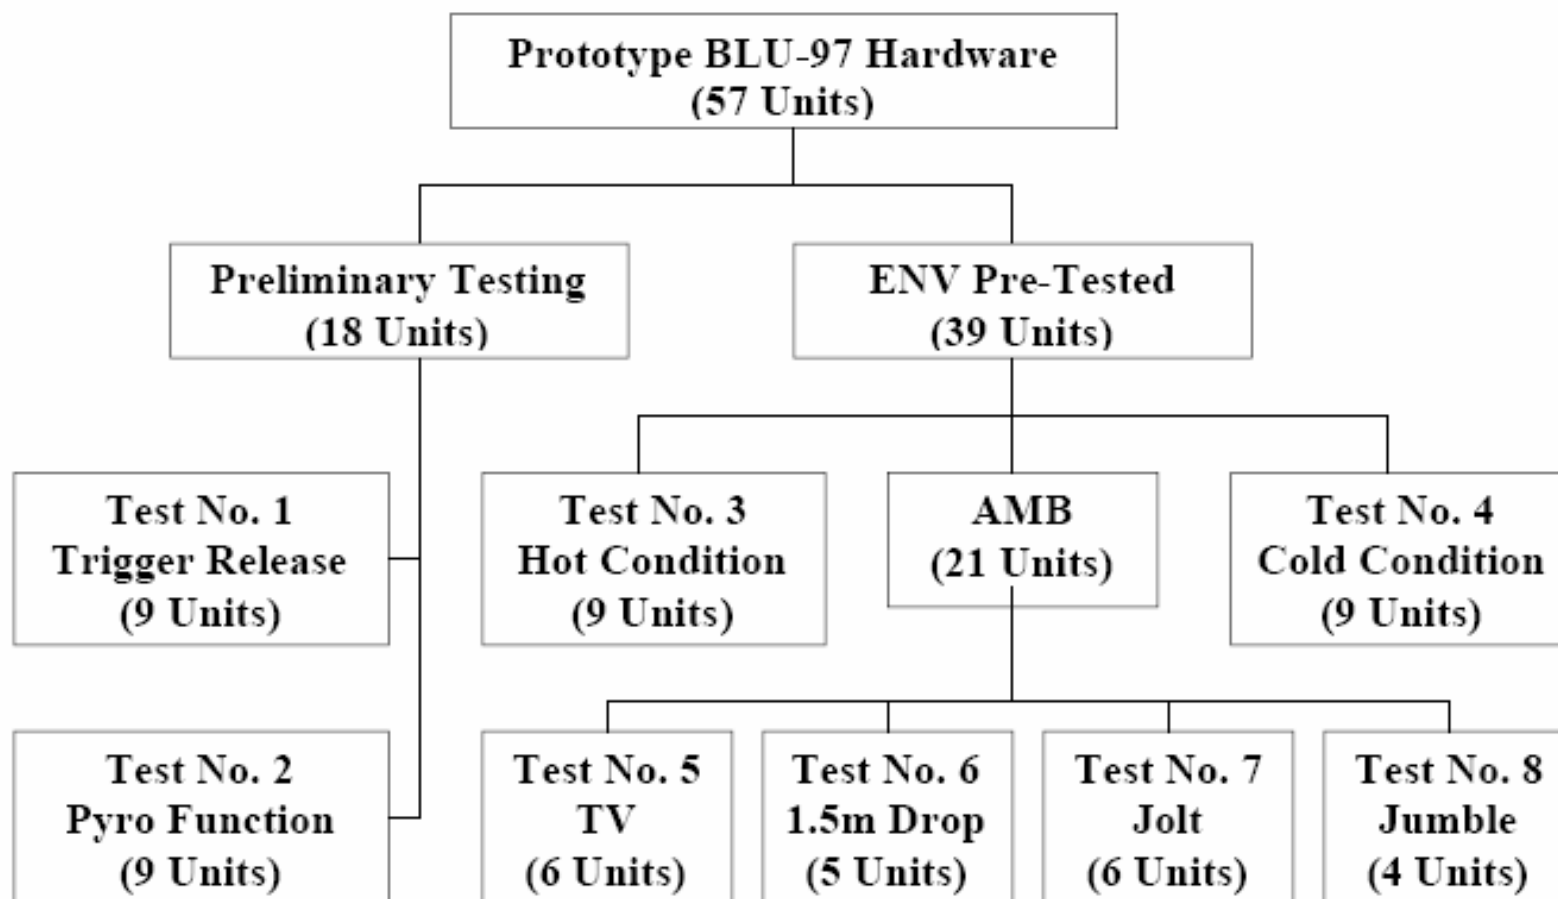 Prototype BLU-97 Hardware
(57 Units)
Preliminary Testing
(18 Units)
ENV Pre-Tested
(39 Units)
Test No. 1
Trigger Release
(9 Units)
Test No. 3
Hot Condition
(9 Units)
AMB
(21 Units)
Test No. 4
Cold Condition
(9 Units)
Test No. 2
Pyro Function
(9 Units)
Test No. 5
TV
(6 Units)
Test No. 6
1.5m Drop
(5 Units)
Test No. 7
Jolt
(6 Units)
Test No. 8
Jumble
(4 Units)